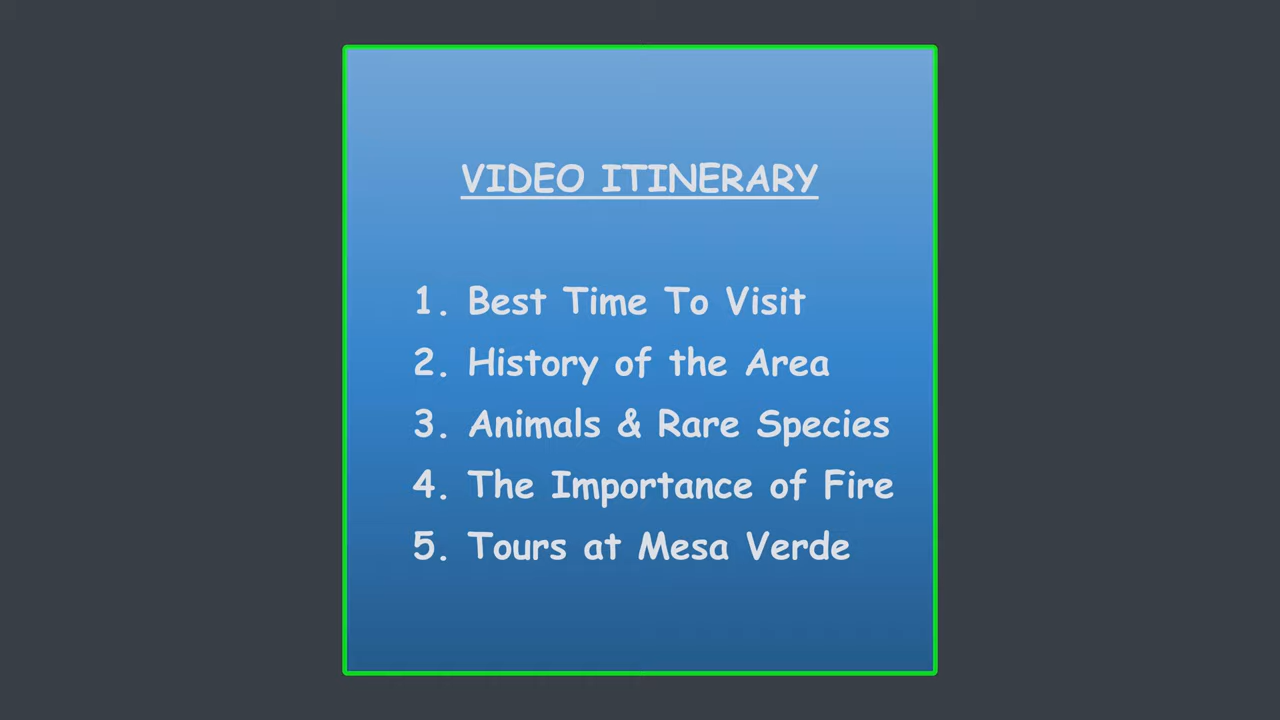 VIDEO ITINERARY
1. Best Time To Visit
2. History of the Area
3. Animals & Rare Species
4. The Importance of Fire
5. Tours at Mesa Verde